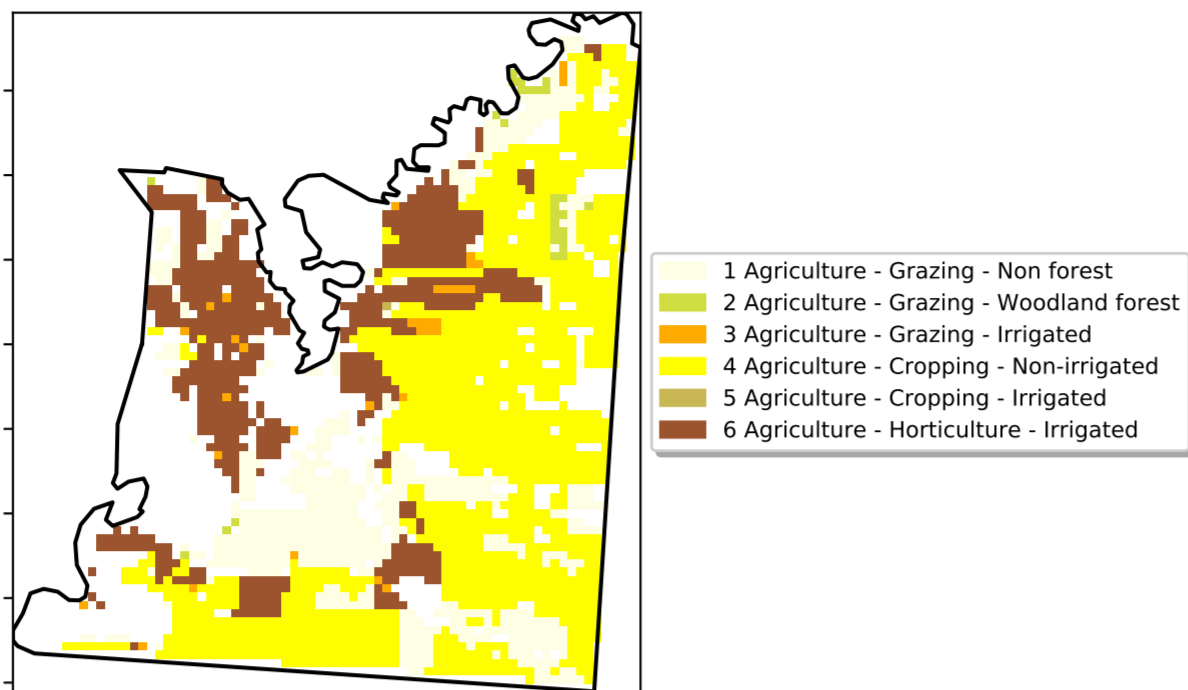 1 Agriculture - Grazing - Non forest
2 Agriculture - Grazing - Woodland forest
3 Agriculture - Grazing - Irrigated
4 Agriculture - Cropping - Non-irrigated
5 Agriculture - Cropping - Irrigated
6 Agriculture - Horticulture - Irrigated